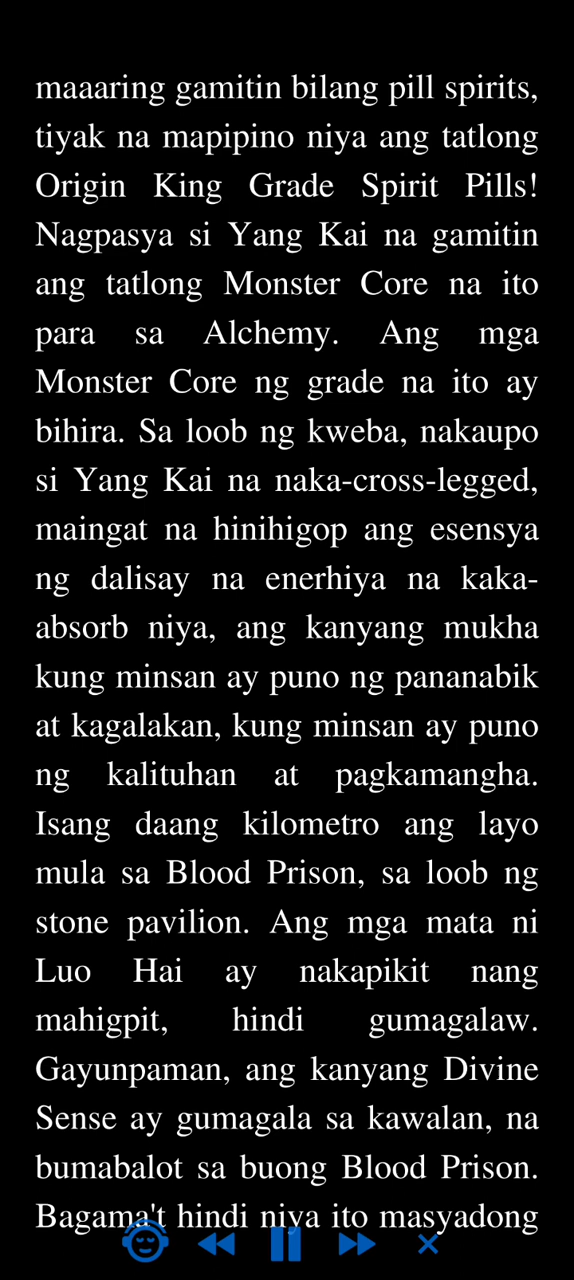 maaaring gamitin bilang pill spirits,
tiyak na mapipino niya ang tatlong
Origin King Grade Spirit Pills!
Nagpasya si Yang Kai na gamitin
ang tatlong Monster Core na ito
para sa Alchemy. Ang mga
Monster Core ng grade na ito ay
bihira. Sa loob ng kweba, nakaupo
si Yang Kai na naka-cross-legged,
maingat na hinihigop ang esensya
ng dalisay na enerhiya na kaka-
absorb niya, ang kanyang mukha
kung minsan ay puno ng pananabik
at kagalakan, kung minsan ay puno
ng kalituhan at pagkamangha.
Isang daang kilometro ang layo
mula sa Blood Prison, sa loob ng
stone pavilion. Ang mga mata ni
Luo Hai ay nakapikit nang
mahigpit, hindi gumagalaw.
Gayunpaman, ang kanyang Divine
Sense ay gumagala sa kawalan, na
bumabalot sa buong Blood Prison.
Bagama't hindi niya ito masyadong